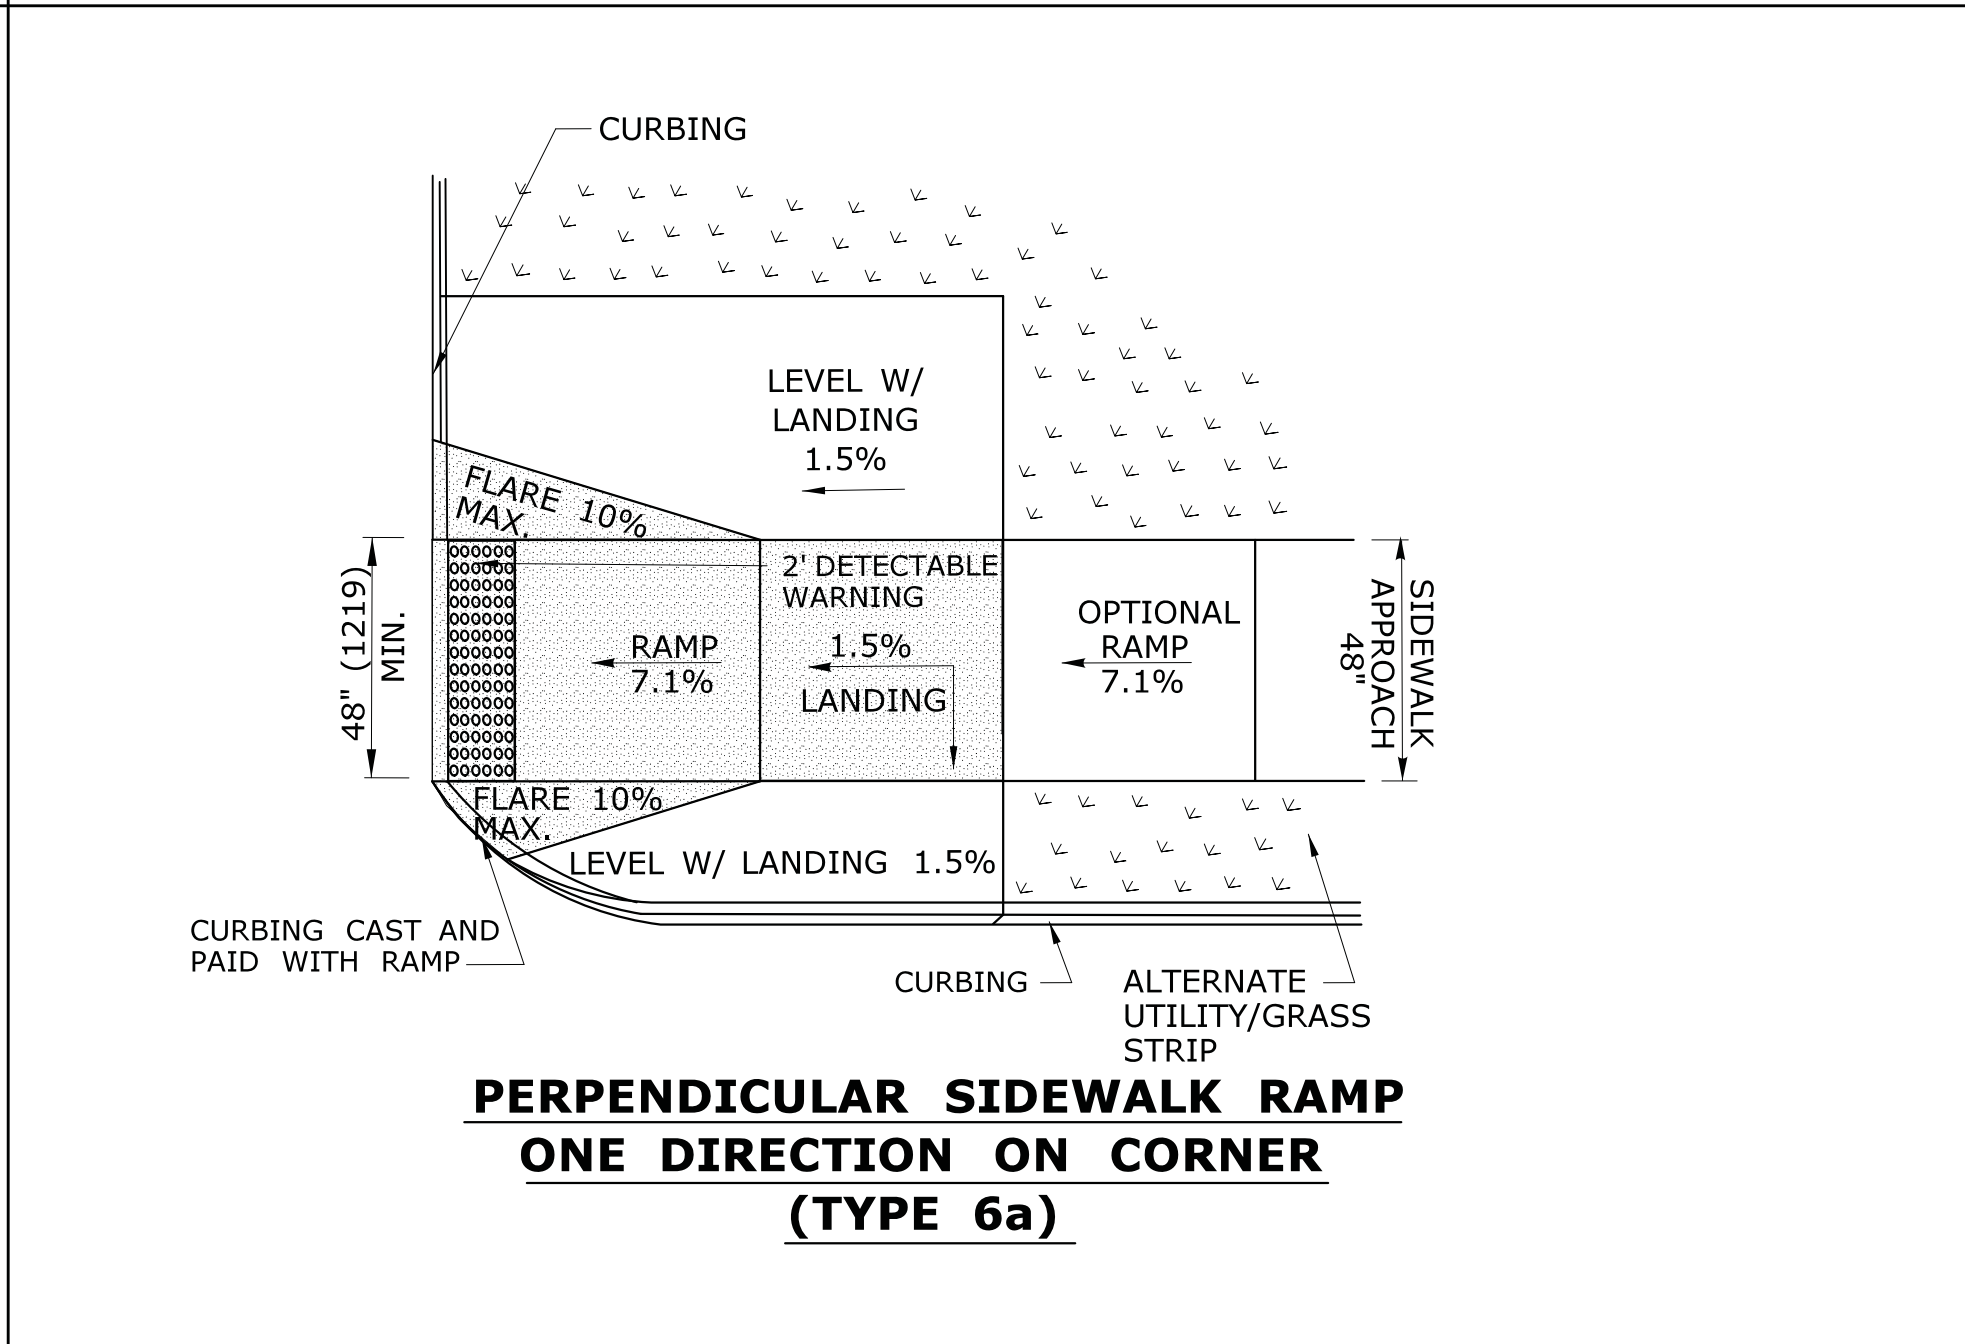 CURBING
LEVEL W/
LANDING
1.5%
FLARE 10%
MAX.
2' DETECTABLE
WARNING
48" (1219)
MIN.
RAMP
7.1%
1.5%
LANDING
OPTIONAL
RAMP
7.1%
SIDEWALK
APPROACH
48"
FLARE 10%
MAX.
LEVEL W/ LANDING 1.5%
CURBING CAST AND
PAID WITH RAMP
CURBING
ALTERNATE
UTILITY/GRASS
STRIP
PERPENDICULAR SIDEWALK RAMP
ONE DIRECTION ON CORNER
(TYPE 6a)